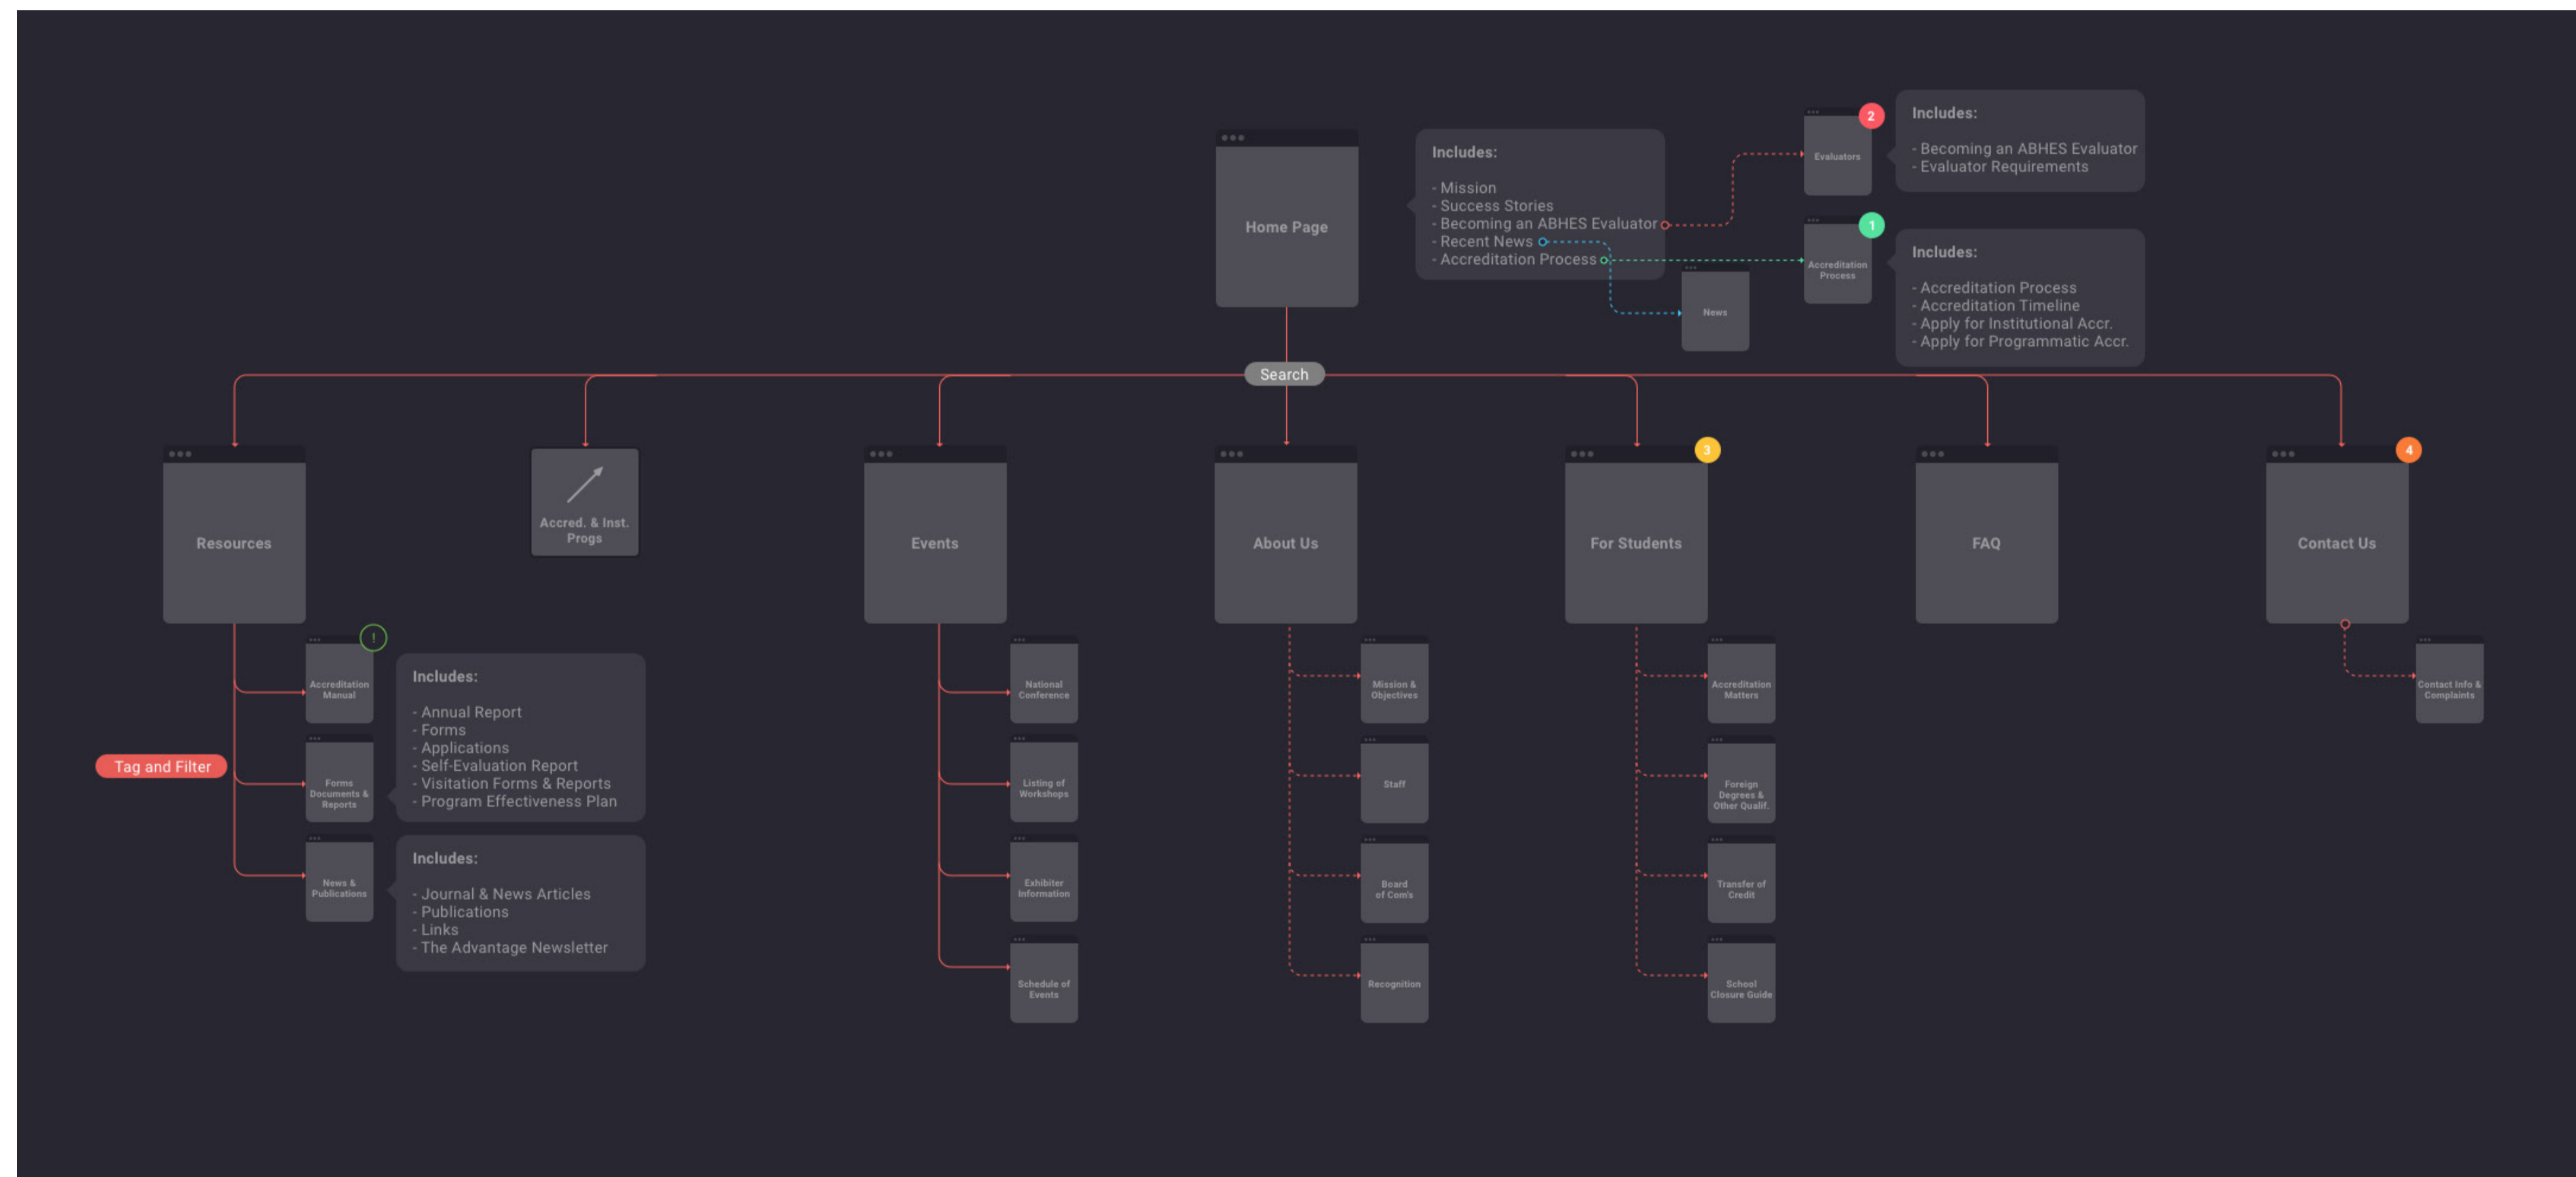 Home Page
Includes:
- Mission
- Success Stories
- Becoming an ABHES Evaluator
- Recent News
- Accreditation Process
Evaluators
2
Includes:
- Becoming an ABHES Evaluator
- Evaluator Requirements
Accreditation
Process
1
Includes:
- Accreditation Process
- Accreditation Timeline
- Apply for Institutional Accr.
- Apply for Programmatic Accr.
News
Search
Resources
Accred. & Inst.
Progs
Events
About Us
For Students
3
FAQ
Contact Us
4
Tag and Filter
Accreditation
Manual
!
Forms
Documents &
Reports
Includes:
- Annual Report
- Forms
- Applications
- Self-Evaluation Report
- Visitation Forms & Reports
- Program Effectiveness Plan
News &
Publications
Includes:
- Journal & News Articles
- Publications
- Links
- The Advantage Newsletter
National
Conference
Listing of
Workshops
Exhibiter
Information
Schedule of
Events
Mission &
Objectives
Staff
Board
of Com's
Recognition
Accreditation
Matters
Foreign
Degrees &
Other Qualif.
Transfer of
Credit
School
Closure Guide
Contact Info &
Complaints